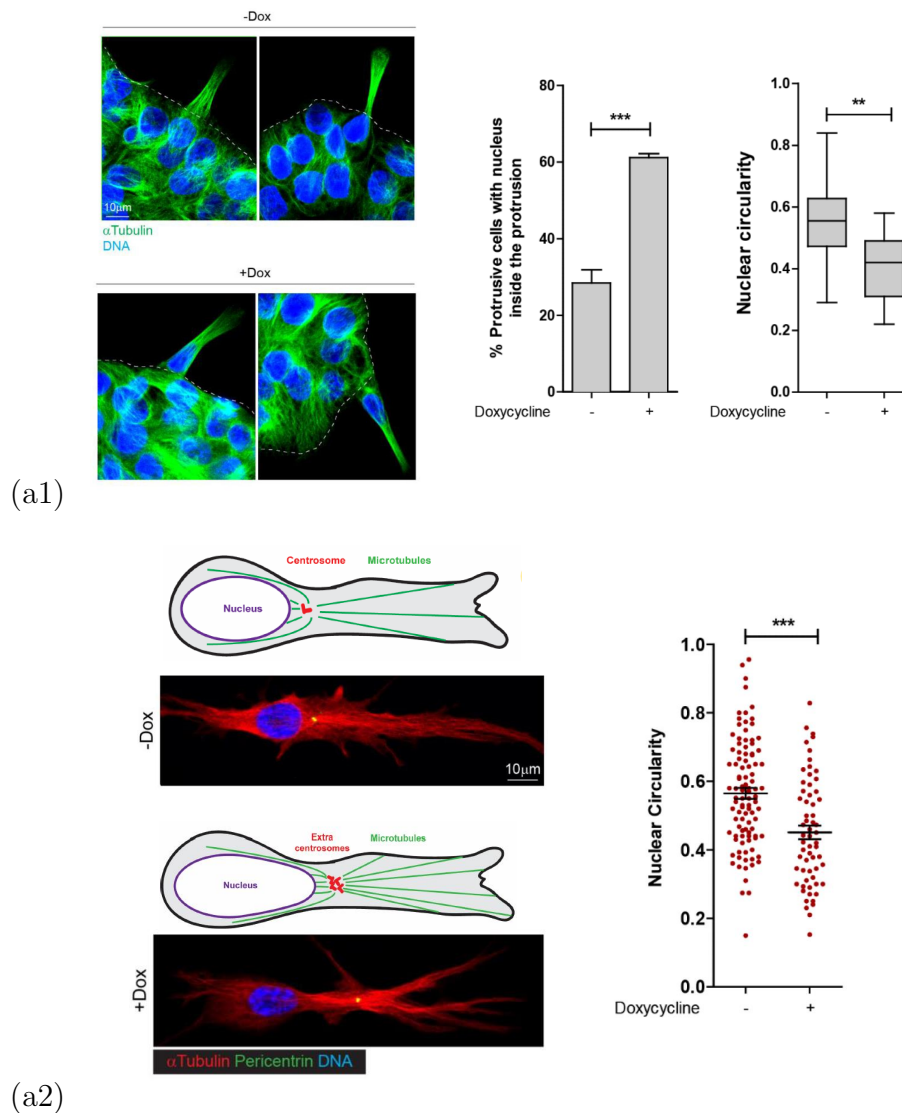 -Dox
10μm
αTubulin
DNA
+Dox
% Protrusive cells with nucleus
inside the protrusion
80
60
40
20
0
***
Doxycycline - +
Nuclear circularity
1.0
0.8
0.6
0.4
0.2
0.0
**
Doxycycline - +
(a1)
Centrosome Microtubules
Nucleus
-Dox
10μm
Extra
centrosomes
Microtubules
Nucleus
+Dox
αTubulin Pericentrin DNA
Nuclear Circularity
1.0
0.8
0.6
0.4
0.2
0.0
***
Doxycycline - +
(a2)